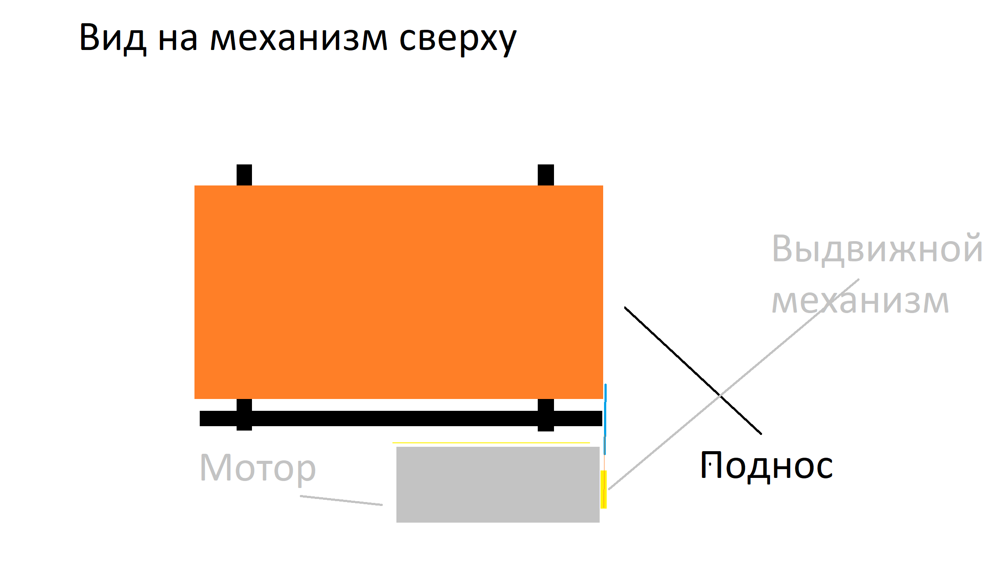 Вид на механизм сверху
Выдвижной
механизм
Мотор
Поднос